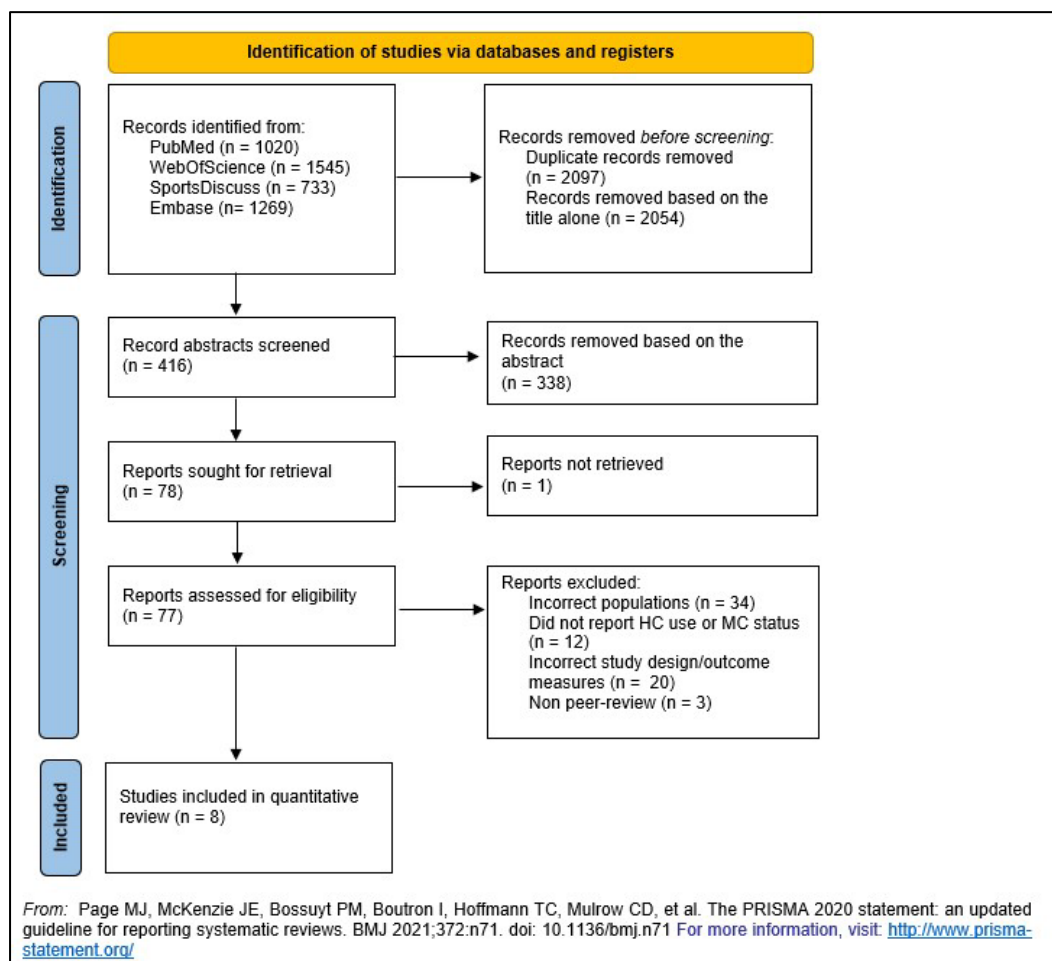 Identification of studies via databases and registers
Identification
Records identified from:
PubMed (n = 1020)
WebOfScience (n = 1545)
SportsDiscuss (n = 733)
Embase (n= 1269)
Records removed before screening:
Duplicate records removed
(n = 2097)
Records removed based on the
title alone (n = 2054)
Screening
Record abstracts screened
(n = 416)
Records removed based on the
abstract
(n = 338)
Reports sought for retrieval
(n = 78)
Reports not retrieved
(n = 1)
Reports assessed for eligibility
(n = 77)
Reports excluded:
Incorrect populations (n = 34)
Did not report HC use or MC status
(n = 12)
Incorrect study design/outcome
measures (n =  20)
Non peer-review (n = 3)
Included
Studies included in quantitative
review (n = 8)
From: Page MJ, McKenzie JE, Bossuyt PM, Boutron I, Hoffmann TC, Mulrow CD, et al. The PRISMA 2020 statement: an updated
guideline for reporting systematic reviews. BMJ 2021;372:n71. doi: 10.1136/bmj.n71 For more information, visit: http://www.prisma-
statement.org/